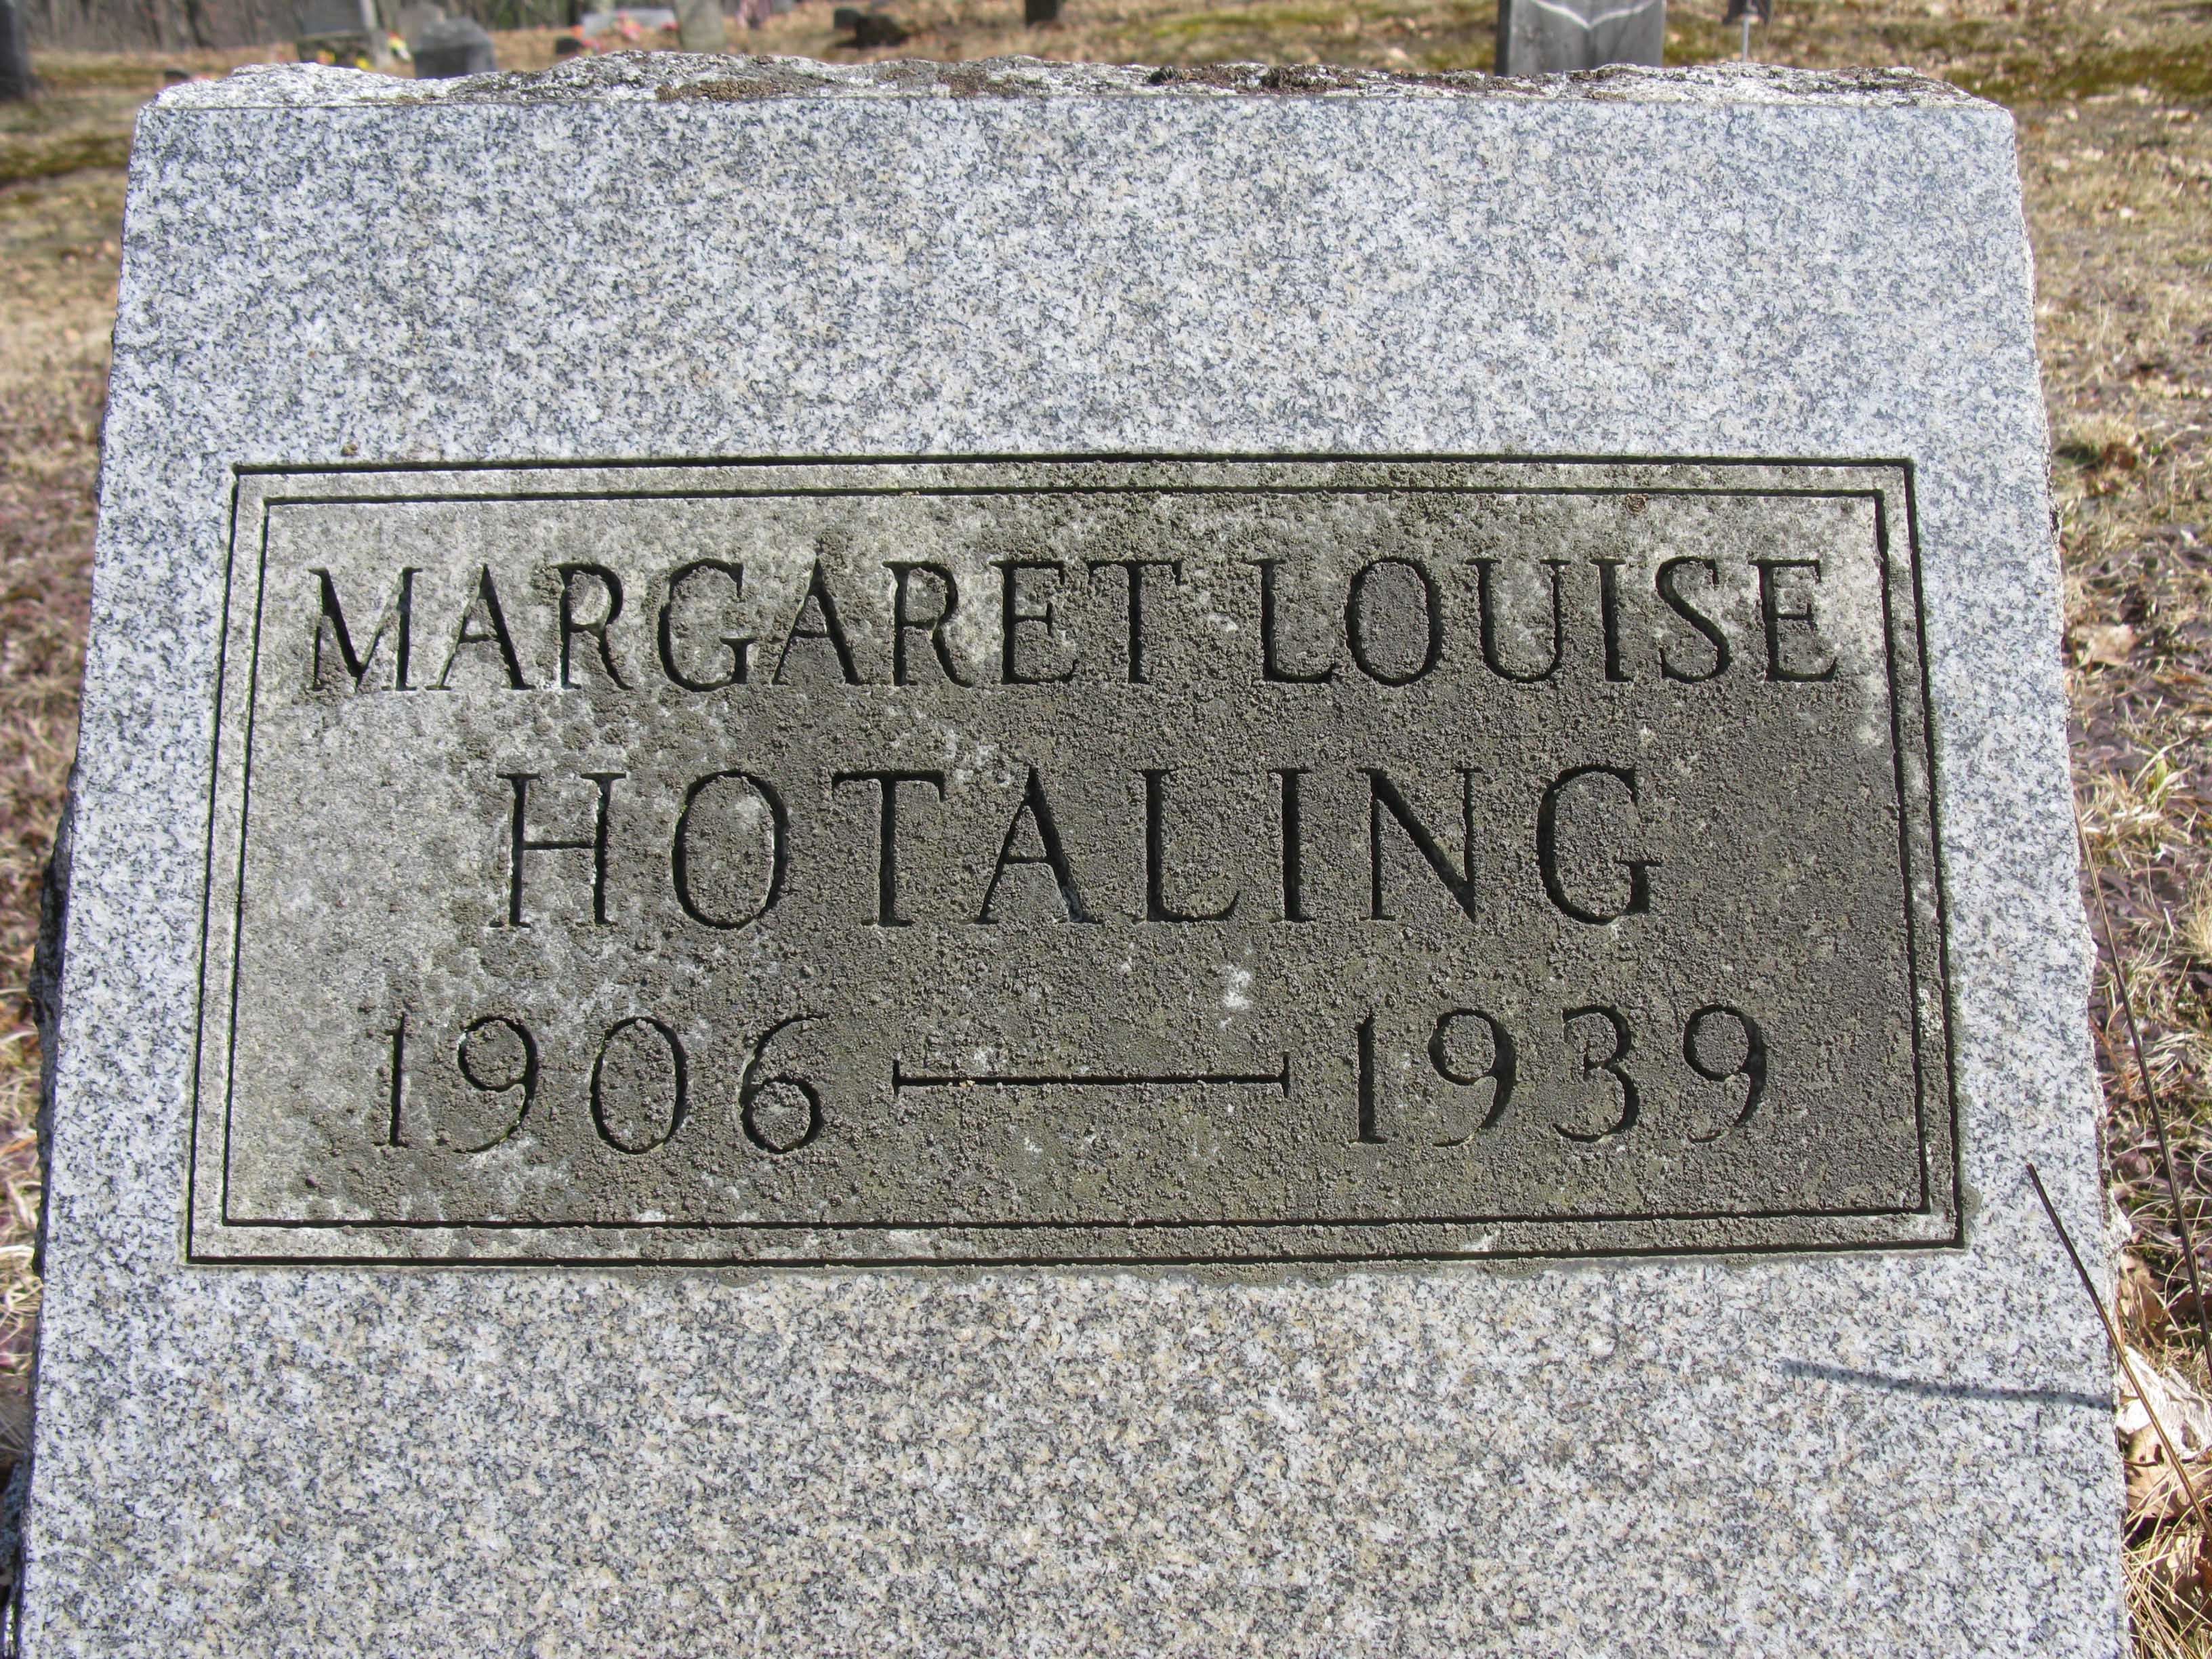 MARGARET LOUISE
HOTALING
1906 — 1939